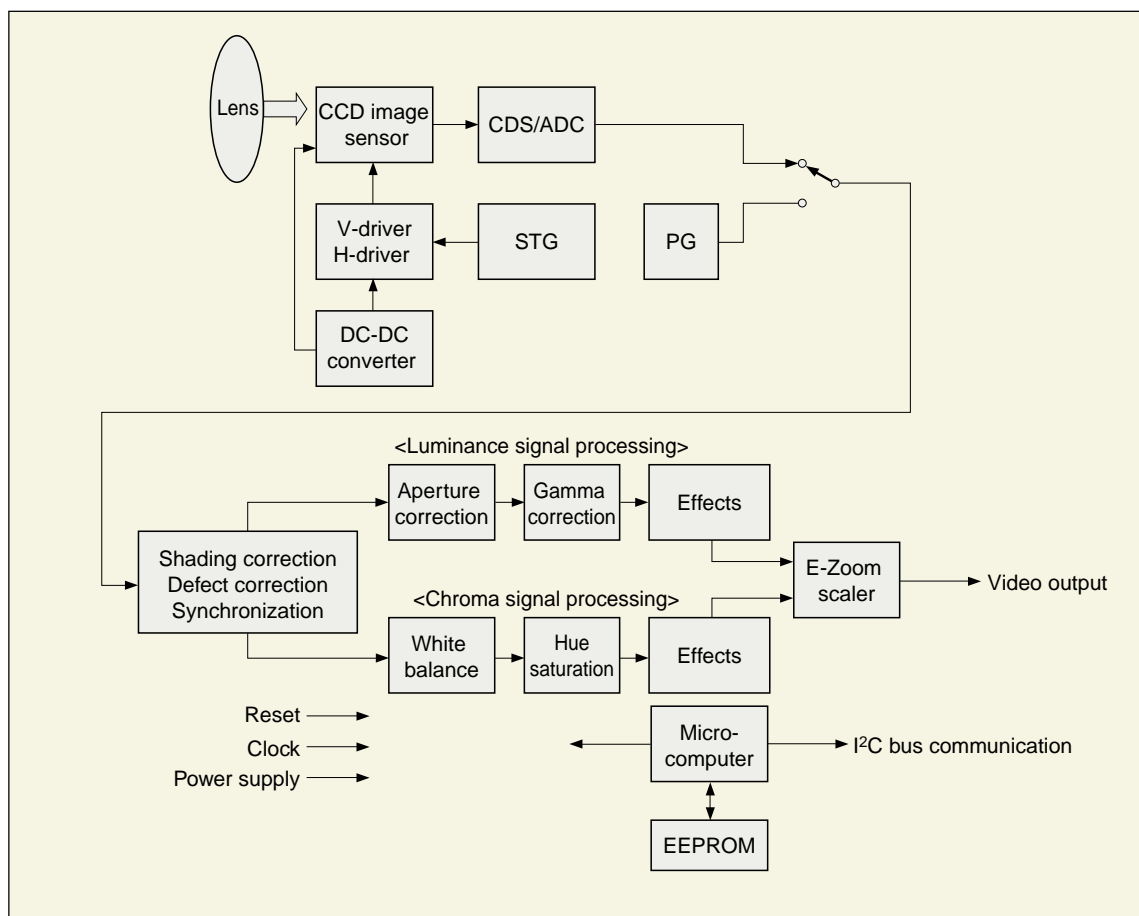 Lens
CCD image
sensor
CDS/ADC
V-driver
H-driver
STG
PG
DC-DC
converter
<Luminance signal processing>
Aperture
correction
Gamma
correction
Effects
Shading correction
Defect correction
Synchronization
E-Zoom
scaler
Video output
<Chroma signal processing>
White
balance
Hue
saturation
Effects
Reset
Clock
Power supply
Micro-
computer
I²C bus communication
EEPROM